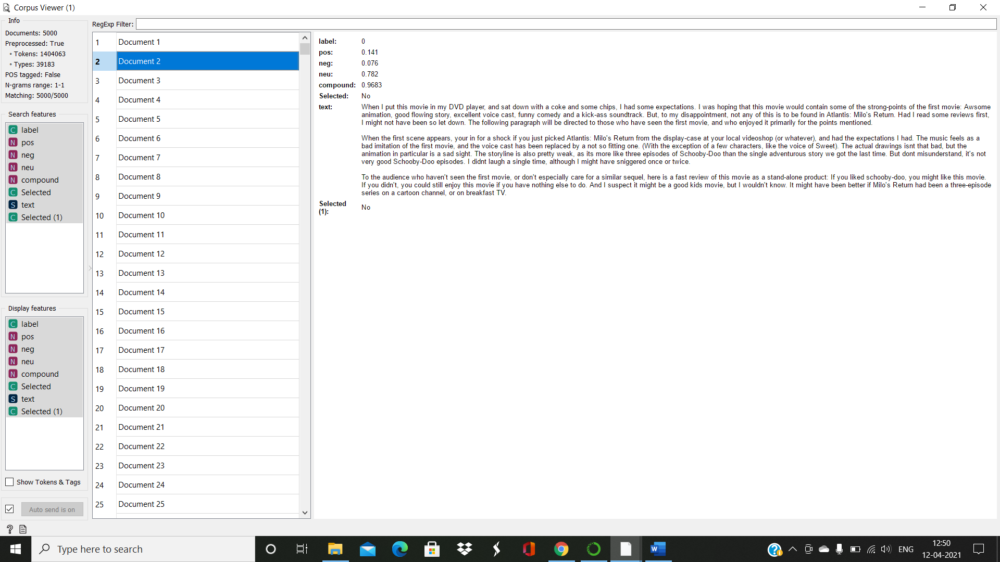 Corpus Viewer (1)
Info
Documents: 5000
Preprocessed: True
◦ Tokens: 1404063
◦ Types: 39183
POS tagged: False
N-grams range: 1-1
Matching: 5000/5000
Search features
C label
N pos
N neg
N neu
N compound
C Selected
S text
C Selected (1)
Display features
C label
N pos
N neg
N neu
N compound
C Selected
S text
C Selected (1)
Show Tokens & Tags
Auto send is on
RegExp Filter:
1 Document 1
2 Document 2
3 Document 3
4 Document 4
5 Document 5
6 Document 6
7 Document 7
8 Document 8
9 Document 9
10 Document 10
11 Document 11
12 Document 12
13 Document 13
14 Document 14
15 Document 15
16 Document 16
17 Document 17
18 Document 18
19 Document 19
20 Document 20
21 Document 21
22 Document 22
23 Document 23
24 Document 24
25 Document 25
label: 0
pos: 0.141
neg: 0.076
neu: 0.782
compound: 0.9683
Selected: No
text: When I put this movie in my DVD player, and sat down with a coke and some chips, I had some expectations. I was hoping that this movie would contain some of the strong-points of the first movie: Awsome
animation, good flowing story, excellent voice cast, funny comedy and a kick-ass soundtrack. But, to my disappointment, not any of this is to be found in Atlantis: Milo's Return. Had I read some reviews first,
I might not have been so let down. The following paragraph will be directed to those who have seen the first movie, and who enjoyed it primarily for the points mentioned.
When the first scene appears, your in for a shock if you just picked Atlantis: Milo's Return from the display-case at your local videoshop (or whatever), and had the expectations I had. The music feels as a
bad imitation of the first movie, and the voice cast has been replaced by a not so fitting one. (With the exception of a few characters, like the voice of Sweet). The actual drawings isnt that bad, but the
animation in particular is a sad sight. The storyline is also pretty weak, as its more like three episodes of Schooby-Doo than the single adventurous story we got the last time. But dont misunderstand, it's not
very good Schooby-Doo episodes. I didnt laugh a single time, although I might have sniggered once or twice.
To the audience who haven't seen the first movie, or don't especially care for a similar sequel, here is a fast review of this movie as a stand-alone product: If you liked schooby-doo, you might like this movie.
If you didn't, you could still enjoy this movie if you have nothing else to do. And I suspect it might be a good kids movie, but I wouldn't know. It might have been better if Milo's Return had been a three-episode
series on a cartoon channel, or on breakfast TV.
Selected
(1): No
Type here to search
ENG
12:50
12-04-2021